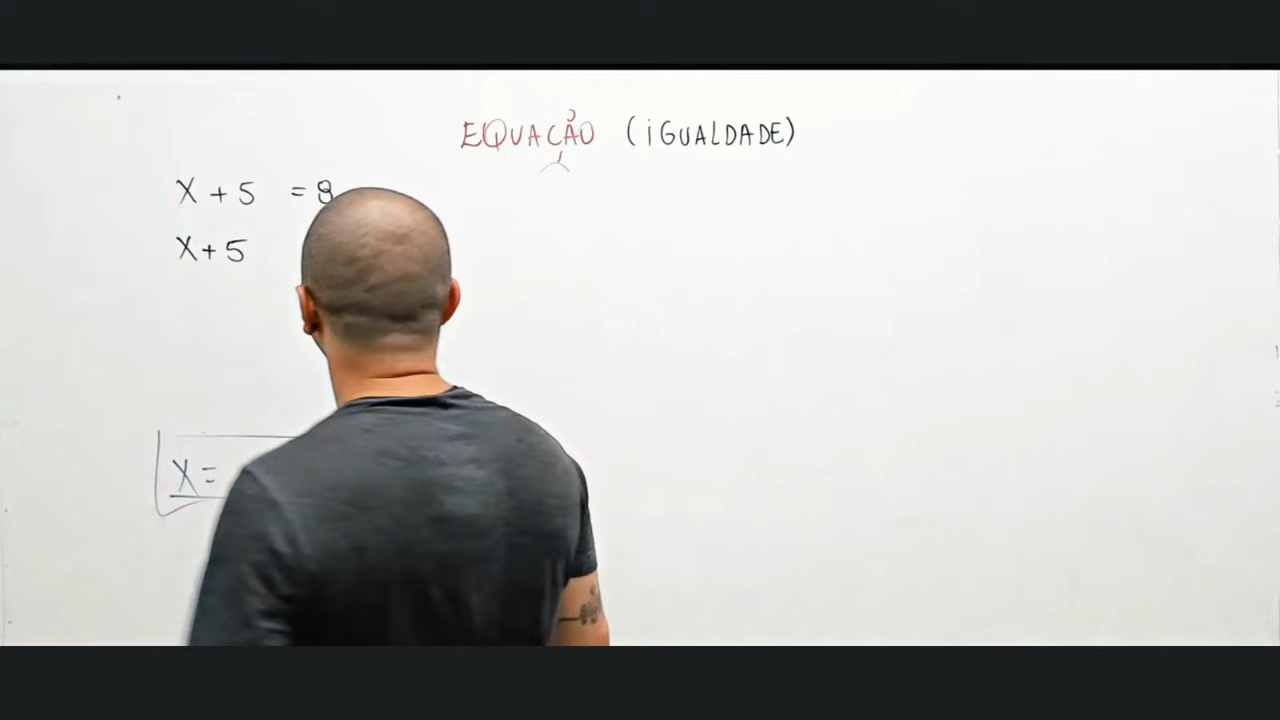 EQUAÇÃO (iGUALDADE)
X + 5 = 8
X + 5
X =